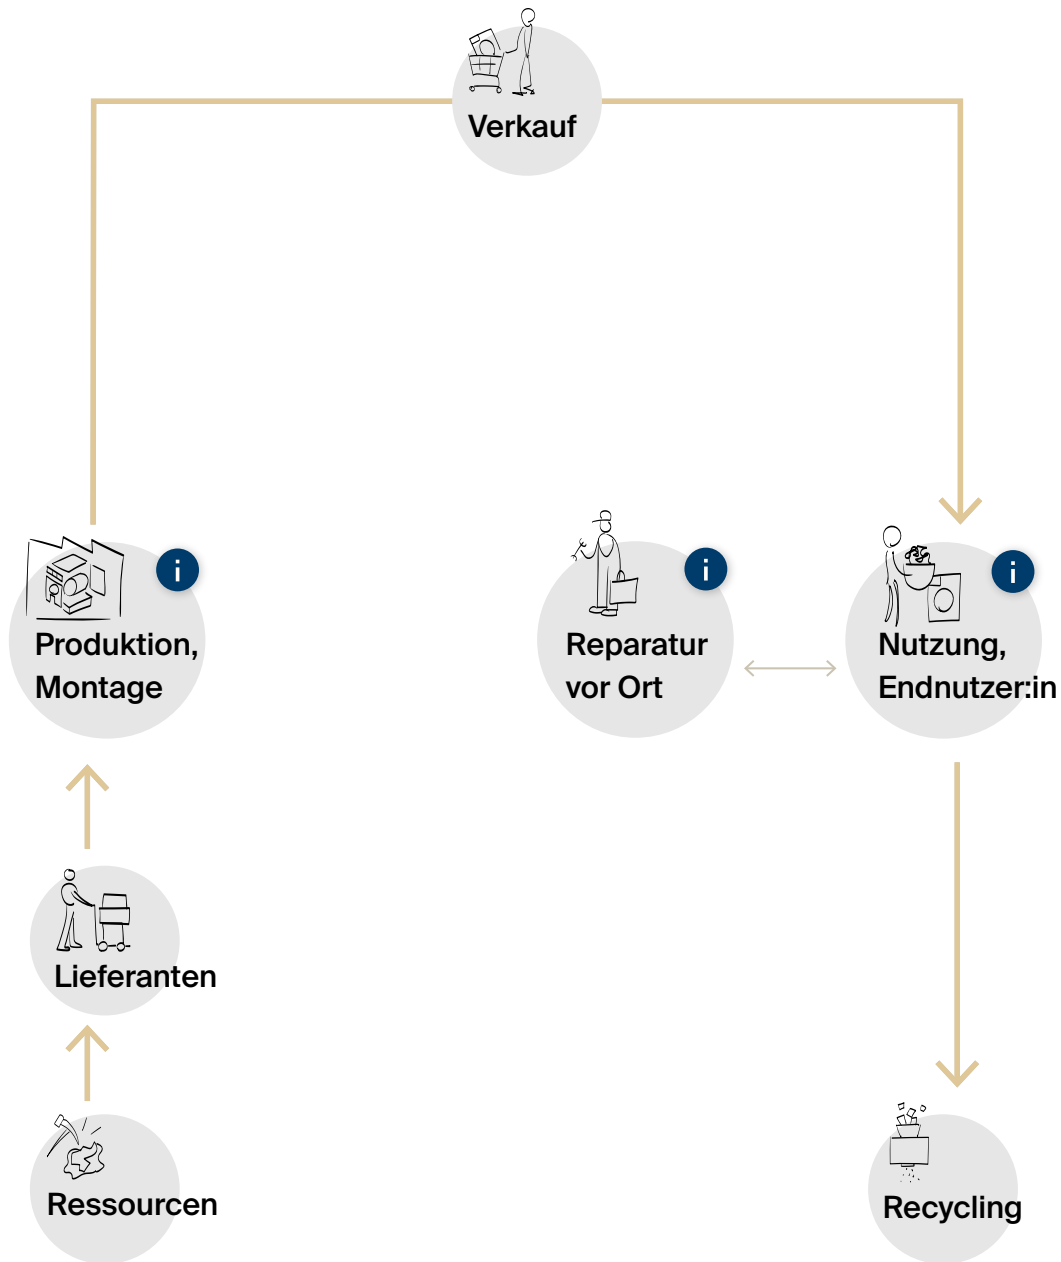 Verkauf
i
Produktion,
Montage
i
Reparatur
vor Ort
i
Nutzung,
Endnutzer:in
Lieferanten
Ressourcen
Recycling